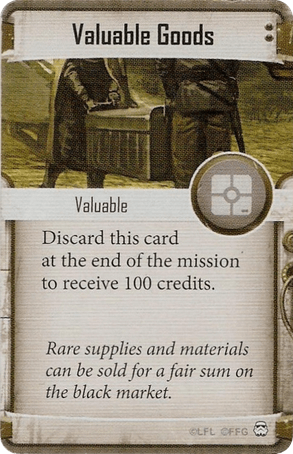 Valuable Goods
Valuable
Discard this card
at the end of the mission
to receive 100 credits.
Rare supplies and materials
can be sold for a fair sum on
the black market.
©LFL ©FFG